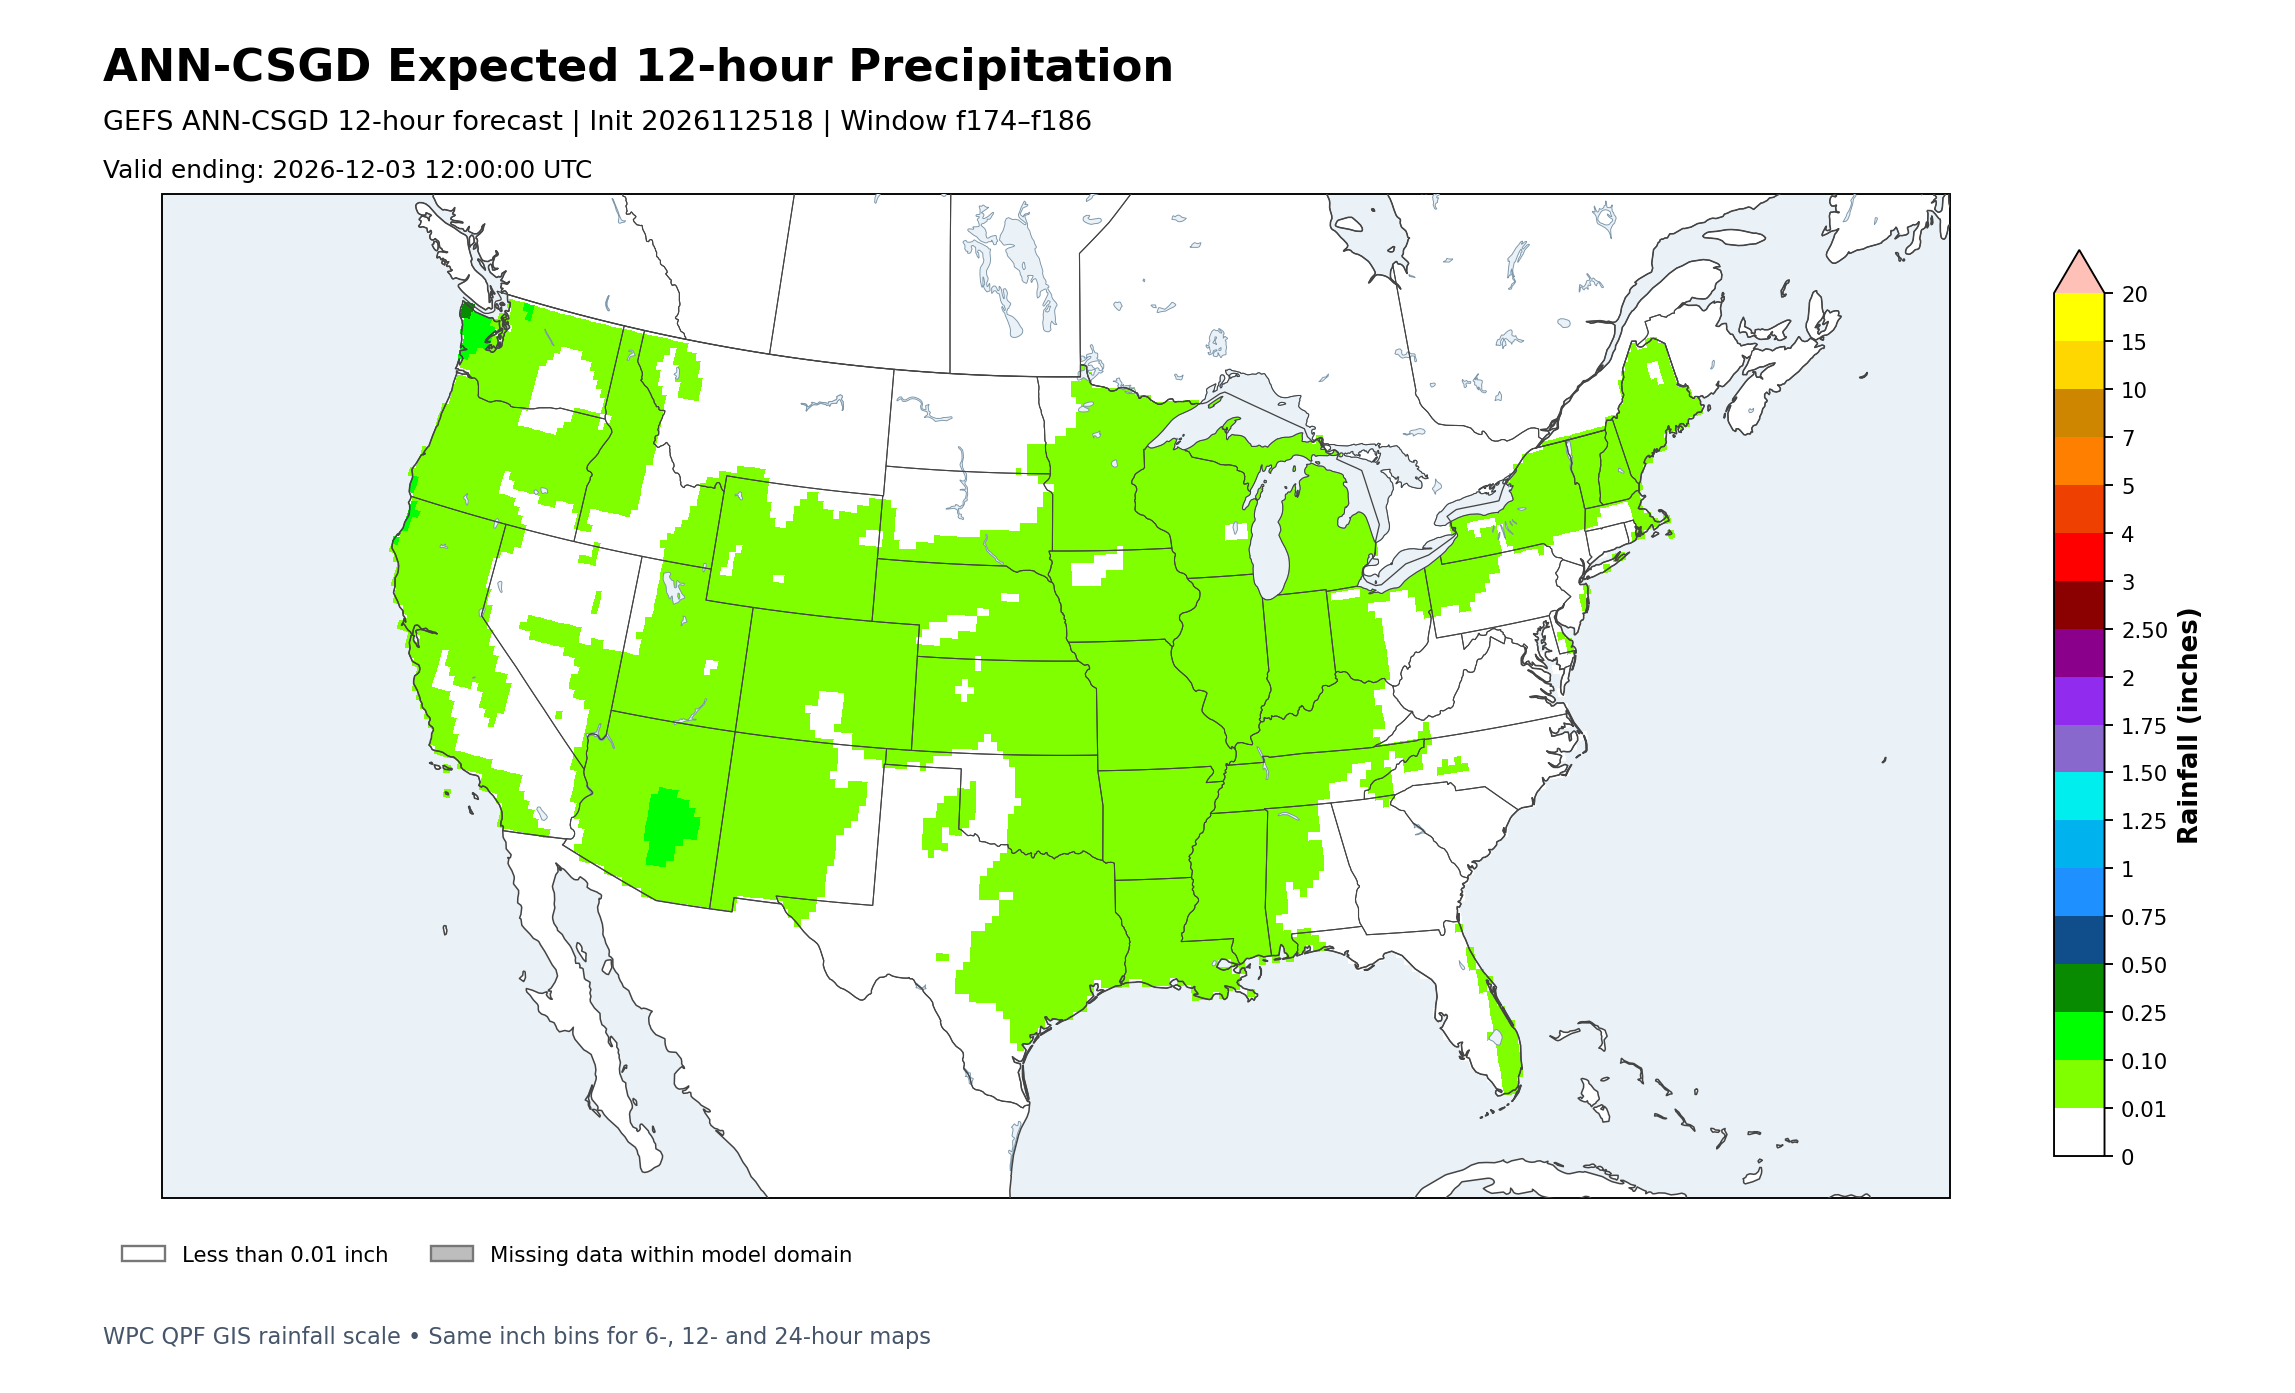 ANN-CSGD Expected 12-hour Precipitation
GEFS ANN-CSGD 12-hour forecast | Init 2026112518 | Window f174–f186
Valid ending: 2026-12-03 12:00:00 UTC
20
15
10
7
5
4
3
2.50
2
1.75
1.50
1.25
1
0.75
0.50
0.25
0.10
0.01
0
Rainfall (inches)
Less than 0.01 inch
Missing data within model domain
WPC QPF GIS rainfall scale • Same inch bins for 6-, 12- and 24-hour maps